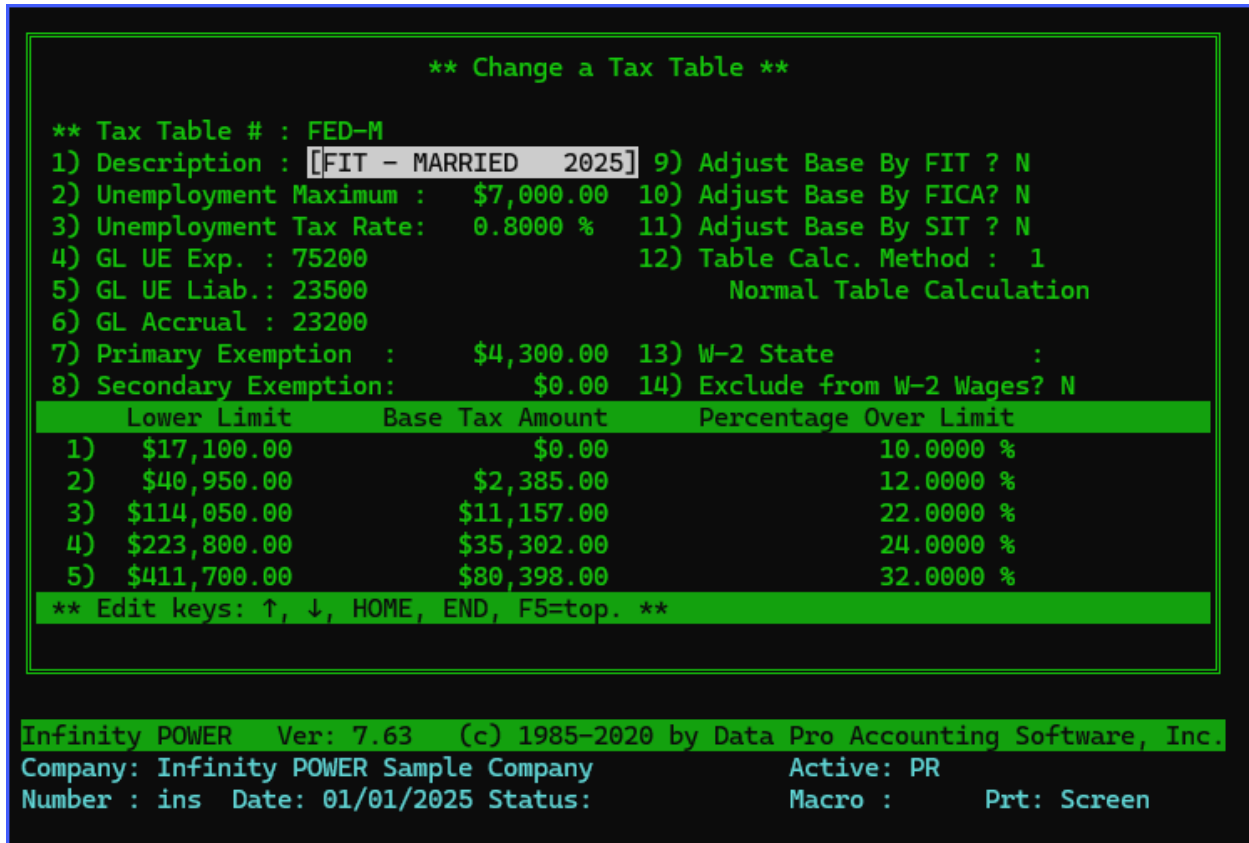 ** Change a Tax Table **
** Tax Table # : FED-M
1) Description : [FIT - MARRIED   2025] 9) Adjust Base By FIT ? N
2) Unemployment Maximum :   $7,000.00  10) Adjust Base By FICA? N
3) Unemployment Tax Rate:   0.8000 %   11) Adjust Base By SIT ? N
4) GL UE Exp. : 75200                  12) Table Calc. Method :  1
5) GL UE Liab.: 23500                        Normal Table Calculation
6) GL Accrual : 23200
7) Primary Exemption  :     $4,300.00  13) W-2 State             :
8) Secondary Exemption:         $0.00  14) Exclude from W-2 Wages? N
Lower Limit      Base Tax Amount      Percentage Over Limit
1)   $17,100.00                $0.00                  10.0000 %
2)   $40,950.00            $2,385.00                  12.0000 %
3)  $114,050.00           $11,157.00                  22.0000 %
4)  $223,800.00           $35,302.00                  24.0000 %
5)  $411,700.00           $80,398.00                  32.0000 %
** Edit keys: ↑, ↓, HOME, END, F5=top. **
Infinity POWER   Ver: 7.63   (c) 1985-2020 by Data Pro Accounting Software, Inc.
Company: Infinity POWER Sample Company             Active: PR
Number : ins  Date: 01/01/2025 Status:             Macro :      Prt: Screen